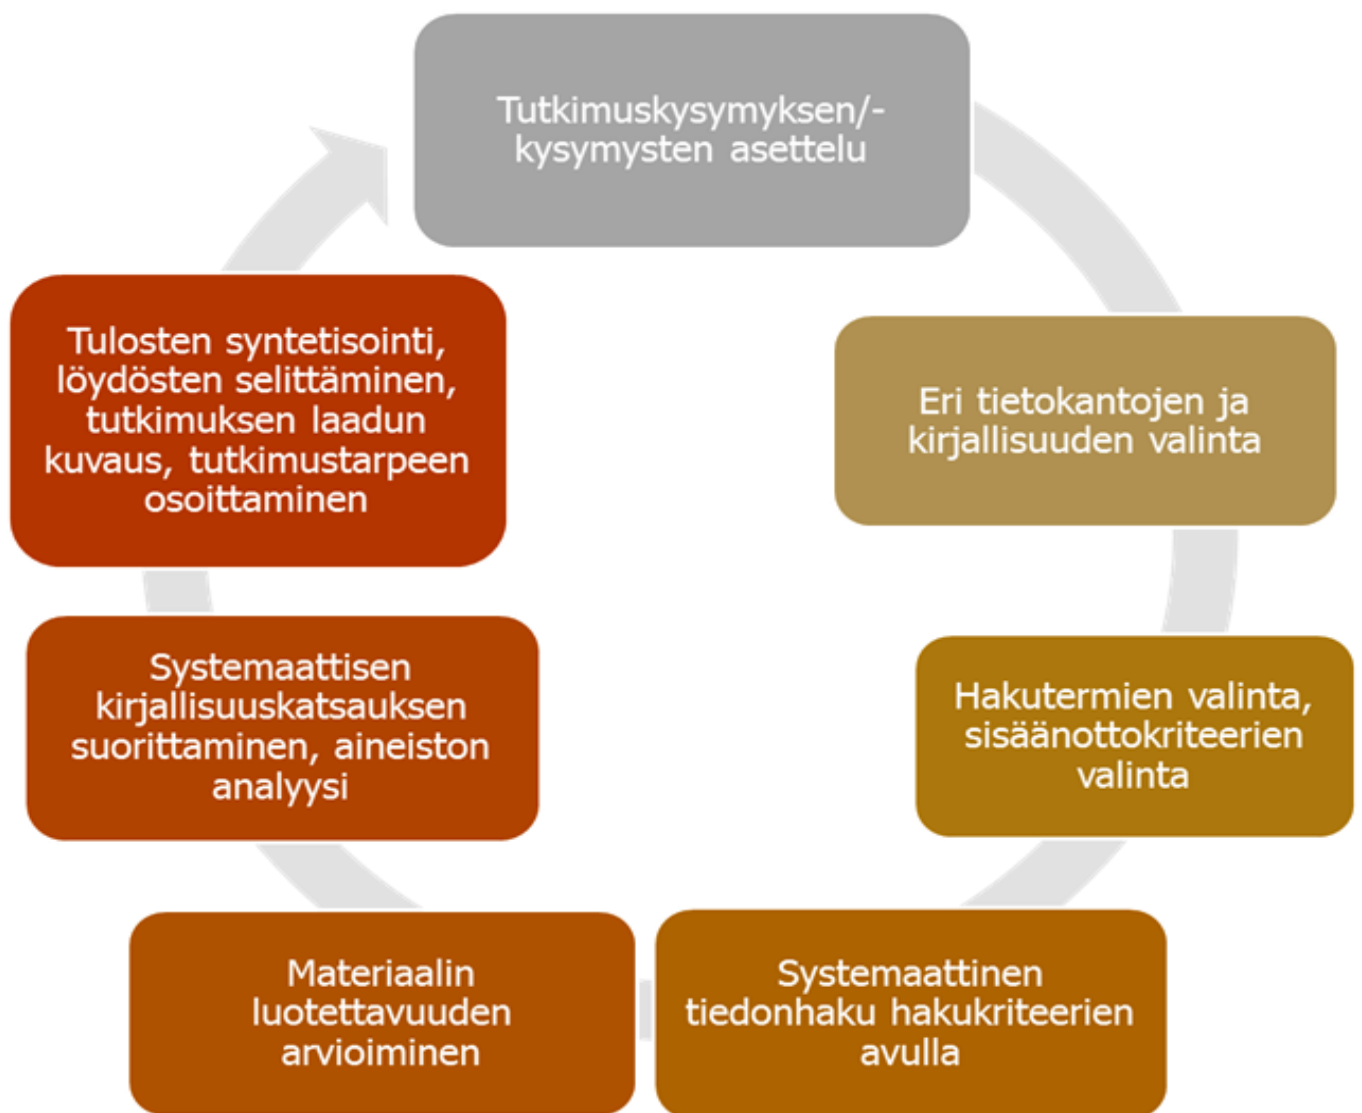 Tutkimuskysymyksen/-
kysymysten asettelu
Eri tietokantojen ja
kirjallisuuden valinta
Hakutermien valinta,
sisäänottokriteerien
valinta
Systemaattinen
tiedonhaku hakukriteerien
avulla
Materiaalin
luotettavuuden
arvioiminen
Systemaattisen
kirjallisuuskatsauksen
suorittaminen, aineiston
analyysi
Tulosten syntetisointi,
löydösten selittäminen,
tutkimuksen laadun
kuvaus, tutkimustarpeen
osoittaminen